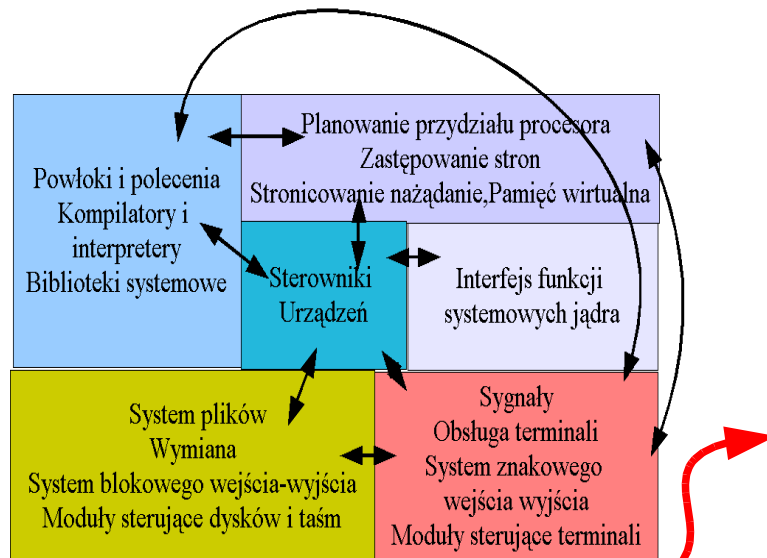 Planowanie przydziału procesora
Zastępowanie stron
Stronicowanie nażądanie,Pamięć wirtualna
Powłoki i polecenia
Kompilatory i
interpretery
Biblioteki systemowe
Sterowniki
Urządzeń
Interfejs funkcji
systemowych jądra
System plików
Wymiana
System blokowego wejścia-wyjścia
Moduły sterujące dysków i taśm
Sygnały
Obsługa terminali
System znakowego
wejścia wyjścia
Moduły sterujące terminali